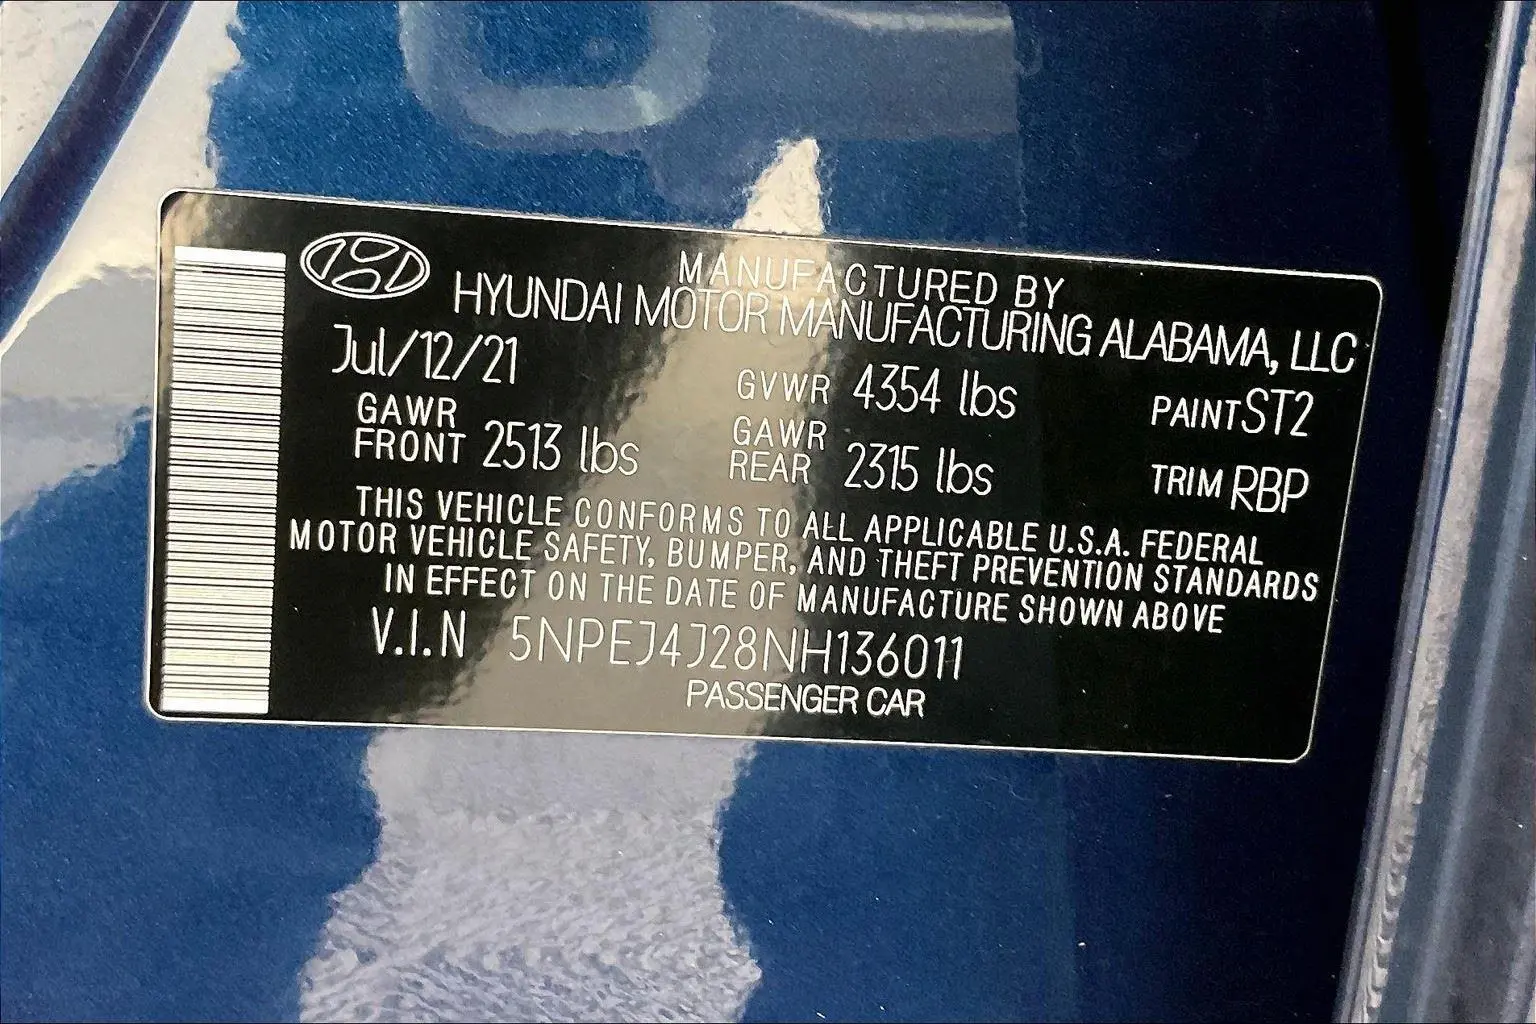 MANUFACTURED BY
HYUNDAI MOTOR MANUFACTURING ALABAMA, LLC
Jul/12/21
GVWR 4354 lbs
PAINT ST2
GAWR FRONT 2513 lbs
GAWR REAR 2315 lbs
TRIM RBP
THIS VEHICLE CONFORMS TO ALL APPLICABLE U.S.A. FEDERAL
MOTOR VEHICLE SAFETY, BUMPER, AND THEFT PREVENTION STANDARDS
IN EFFECT ON THE DATE OF MANUFACTURE SHOWN ABOVE
V.I.N 5NPEJ4J28NH136011
PASSENGER CAR